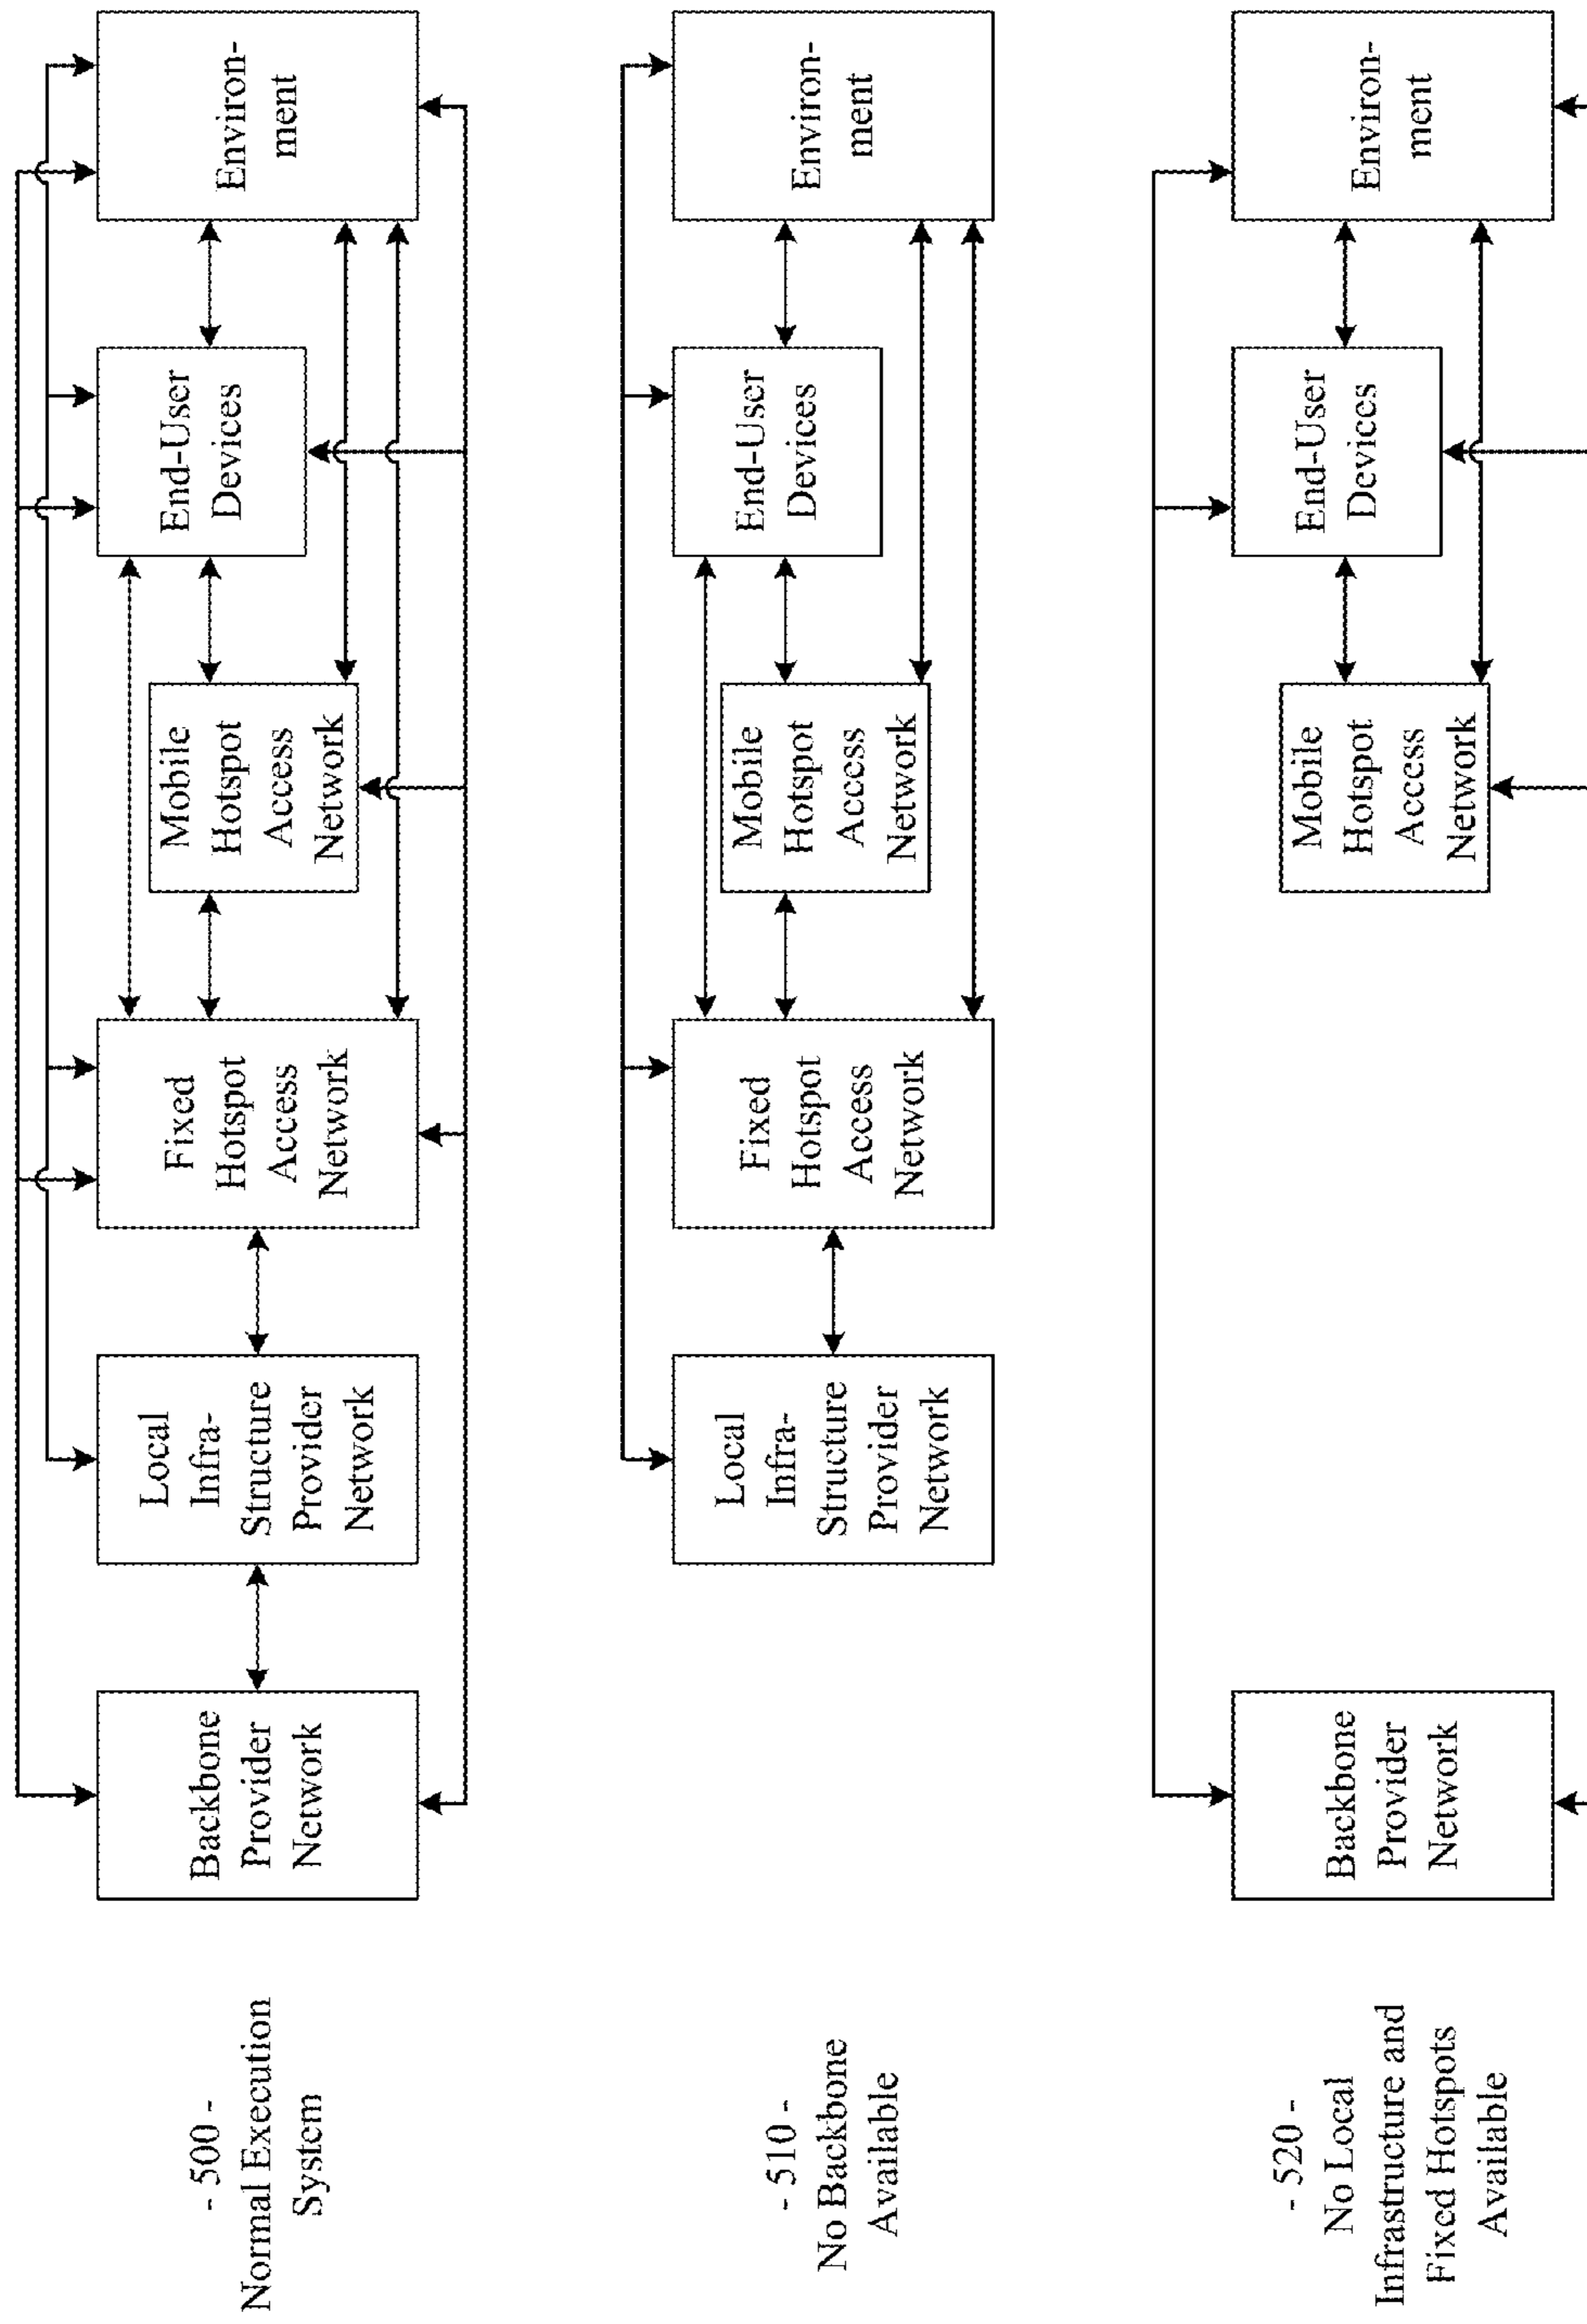 - 500 -
Normal Execution
System
Backbone
Provider
Network
Local
Infra-
Structure
Provider
Network
Fixed
Hotspot
Access
Network
Mobile
Hotspot
Access
Network
End-User
Devices
Environ-
ment
- 510 -
No Backbone
Available
Local
Infra-
Structure
Provider
Network
Fixed
Hotspot
Access
Network
Mobile
Hotspot
Access
Network
End-User
Devices
Environ-
ment
- 520 -
No Local
Infrastructure and
Fixed Hotspots
Available
Backbone
Provider
Network
Mobile
Hotspot
Access
Network
End-User
Devices
Environ-
ment